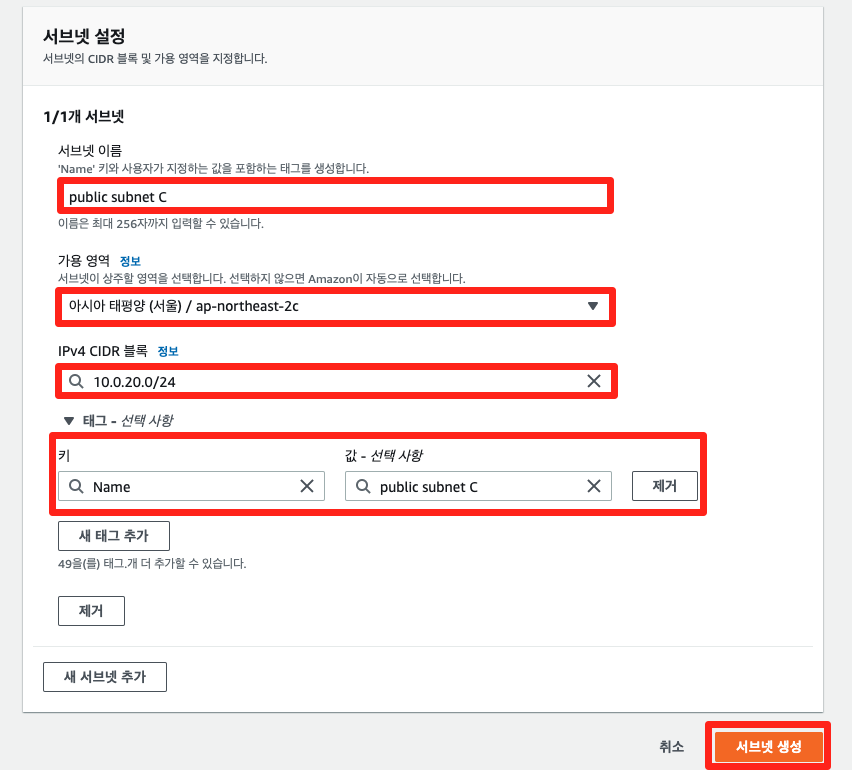 서브넷 설정
서브넷의 CIDR 블록 및 가용 영역을 지정합니다.
1/1개 서브넷
서브넷 이름
'Name' 키와 사용자가 지정하는 값을 포함하는 태그를 생성합니다.
public subnet C
이름은 최대 256자까지 입력할 수 있습니다.
가용 영역 정보
서브넷이 상주할 영역을 선택합니다. 선택하지 않으면 Amazon이 자동으로 선택합니다.
아시아 태평양 (서울) / ap-northeast-2c
IPv4 CIDR 블록 정보
10.0.20.0/24
태그 - 선택 사항
키 값 - 선택 사항
Name public subnet C 제거
새 태그 추가
49을(를) 태그.개 더 추가할 수 있습니다.
제거
새 서브넷 추가
취소 서브넷 생성